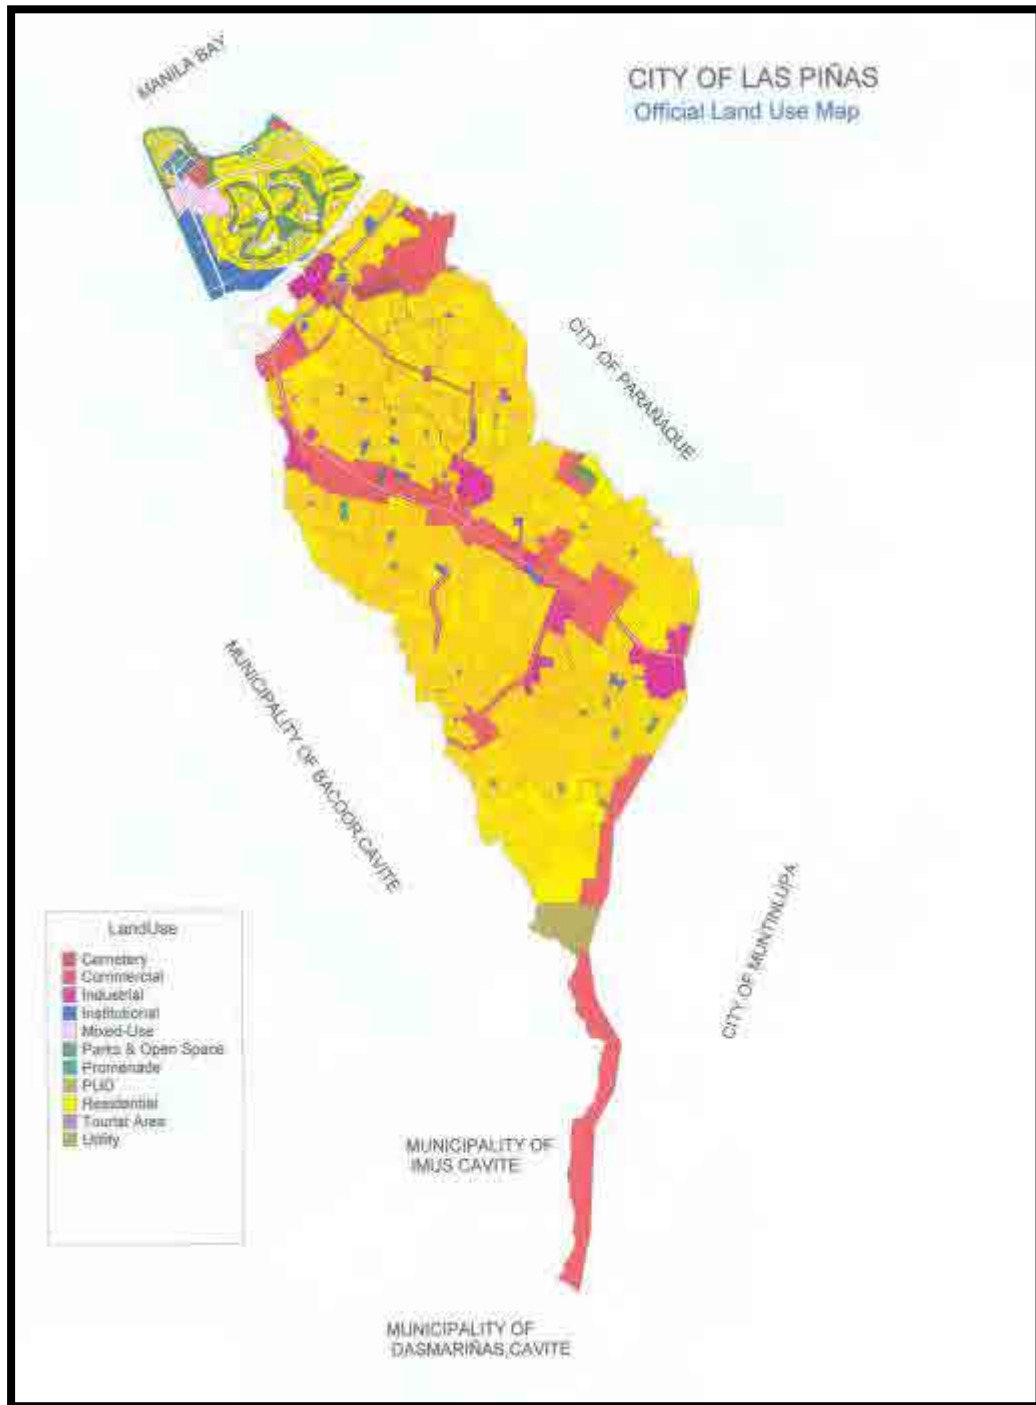 MANILA BAY
CITY OF LAS PIÑAS
Official Land Use Map
CITY OF PARAÑAQUE
MUNICIPALITY OF BACOOR,CAVITE
CITY OF MUNTINLUPA
LandUse
Cemetery
Commercial
Industrial
Institutional
Mixed-Use
Parks & Open Space
Promenade
PUD
Residential
Tourist Area
Utility
MUNICIPALITY OF
IMUS CAVITE
MUNICIPALITY OF
DASMARIÑAS,CAVITE